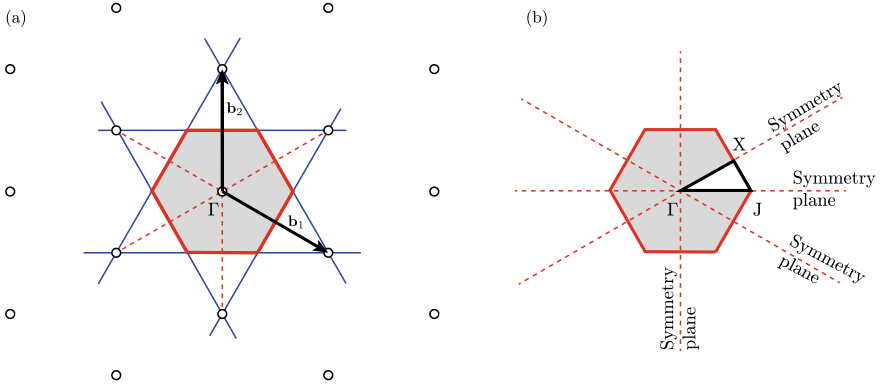 (a)
b₂
Γ
b₁
(b)
Symmetry
plane
X
Symmetry
plane
Γ
J
Symmetry
plane
Symmetry
plane